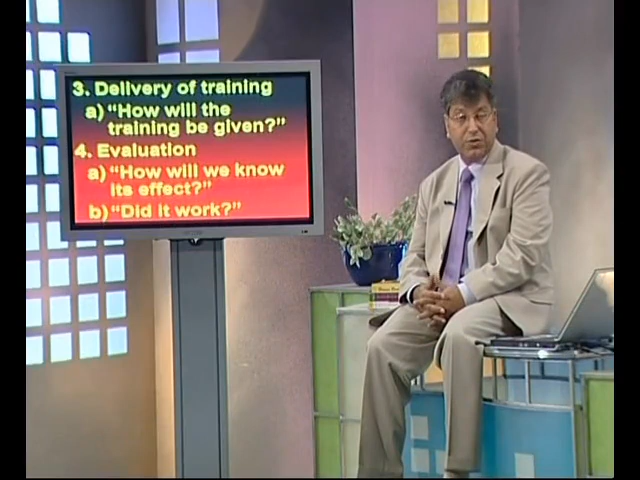 3. Delivery of training
a) "How will the
training be given?"
4. Evaluation
a) "How will we know
its effect?"
b) "Did it work?"